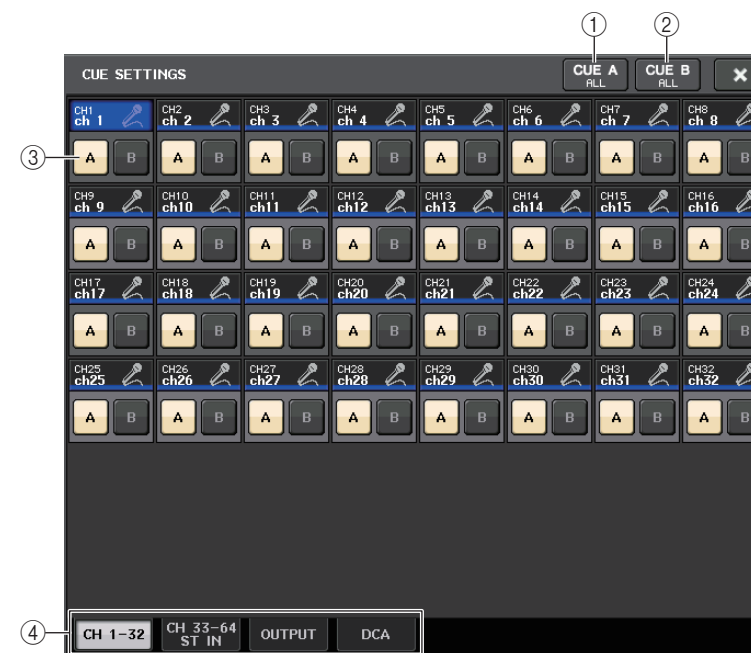 ① ②
CUE SETTINGS CUE A CUE B ×
ALL ALL
CH1 CH2 CH3 CH4 CH5 CH6 CH7 CH8
ch 1 ch 2 ch 3 ch 4 ch 5 ch 6 ch 7 ch 8
③ A B A B A B A B A B A B A B A B
CH9 CH10 CH11 CH12 CH13 CH14 CH15 CH16
ch 9 ch10 ch11 ch12 ch13 ch14 ch15 ch16
A B A B A B A B A B A B A B A B
CH17 CH18 CH19 CH20 CH21 CH22 CH23 CH24
ch17 ch18 ch19 ch20 ch21 ch22 ch23 ch24
A B A B A B A B A B A B A B A B
CH25 CH26 CH27 CH28 CH29 CH30 CH31 CH32
ch25 ch26 ch27 ch28 ch29 ch30 ch31 ch32
A B A B A B A B A B A B A B A B
④ CH 1-32 CH 33-64 OUTPUT DCA
ST IN